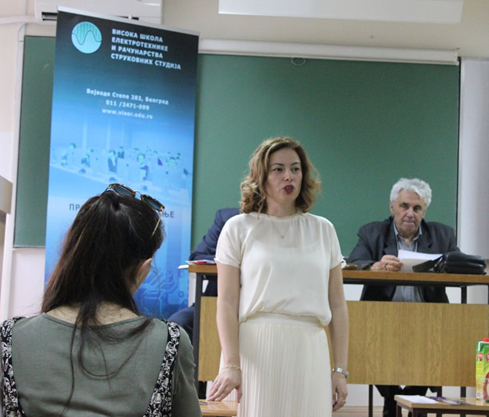 ВИСОКА ШКОЛА
ЕЛЕКТРОТЕХНИКЕ
И РАЧУНАРСТВА
СТРУКОВНИХ СТУДИЈА
Војводе Степе 283, Београд
011 /2471-099
www.viser.edu.rs